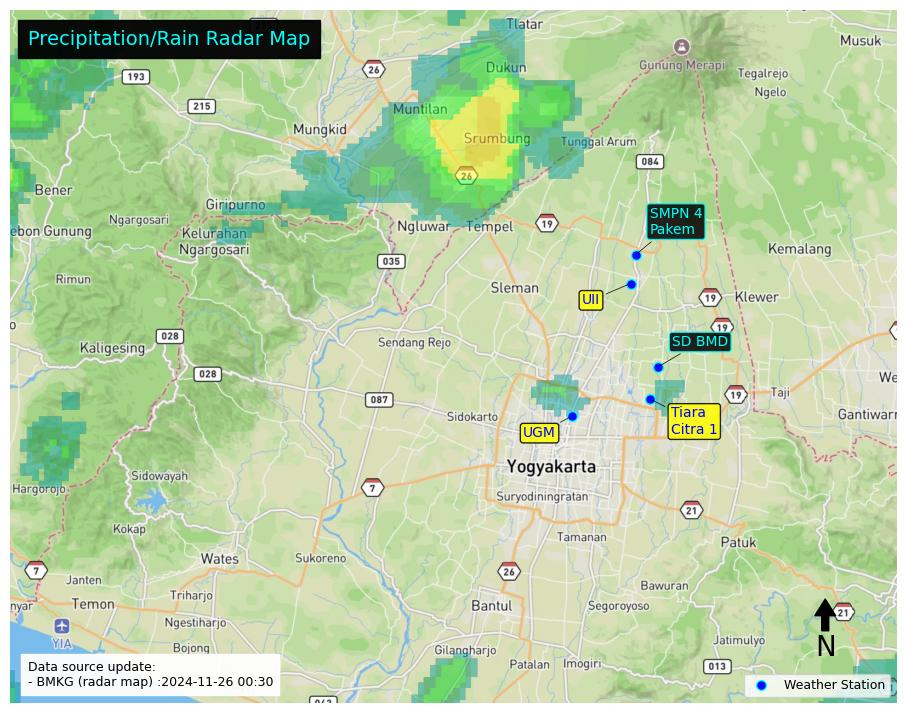 Precipitation/Rain Radar Map
Tlatar
Musuk
Dukun
Gunung Merapi
Tegalrejo
Ngelo
26
193
215
Muntilan
Mungkid
Srumbung
Tunggal Arum
084
26
Bener
Giripurno
SMPN 4
Pakem
Ngargosari
ebon Gunung
Kelurahan
Ngargosari
Ngluwar
Tempel
19
Kemalang
035
Rimun
Sleman
UII
19
Klewer
19
028
Kaligesing
Sendang Rejo
SD BMD
028
We
087
19
Taji
Sidokarto
Tiara
Citra 1
Gantiwarn
UGM
Yogyakarta
Sidowayah
Hargorojo
7
Suryodiningratan
21
Kokap
Tamanan
Patuk
Wates
Sukoreno
7
26
Janten
Bawuran
nyar
Temon
Triharjo
Bantul
Segoroyoso
21
Ngestiharjo
YIA
N
Bojong
Jatimulyo
Gilangharjo
Patalan
Imogiri
013
Data source update:
- BMKG (radar map) :2024-11-26 00:30
Weather Station